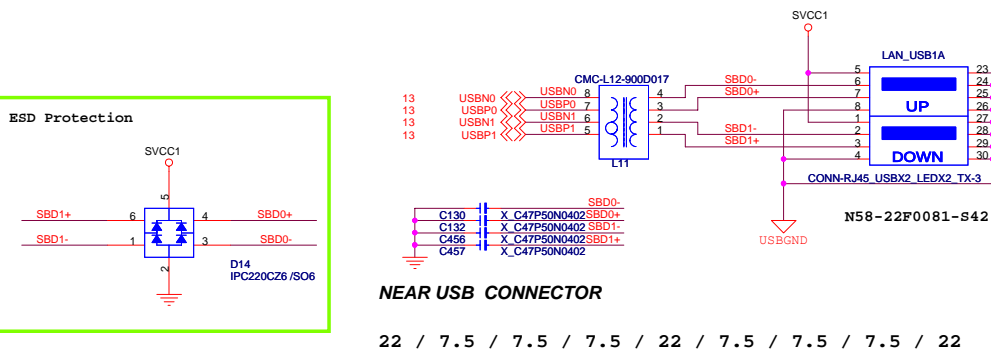 SVCC1
LAN_USB1A
CMC-L12-900D017
SBD0-
SBD0+
5
6
7
8
UP
23
24
25
26
13 USBN0 USBN0 8 4
13 USBP0 USBP0 7 3
13 USBN1 USBN1 6 2
13 USBP1 USBP1 5 1
L11
SBD1-
SBD1+
1
2
3
4
DOWN
27
28
29
30
CONN-RJ45_USBX2_LEDX2_TX-3
N58-22F0081-S42
USBGND
ESD Protection
SVCC1
5
SBD1+ 6 4 SBD0+
SBD1- 1 3 SBD0-
2
D14
IPC220CZ6 /SO6
SBD0-
C130 X_C47P50N0402 SBD0+
C132 X_C47P50N0402 SBD1-
C456 X_C47P50N0402 SBD1+
C457 X_C47P50N0402
NEAR USB CONNECTOR
22 / 7.5 / 7.5 / 7.5 / 22 / 7.5 / 7.5 / 7.5 / 22